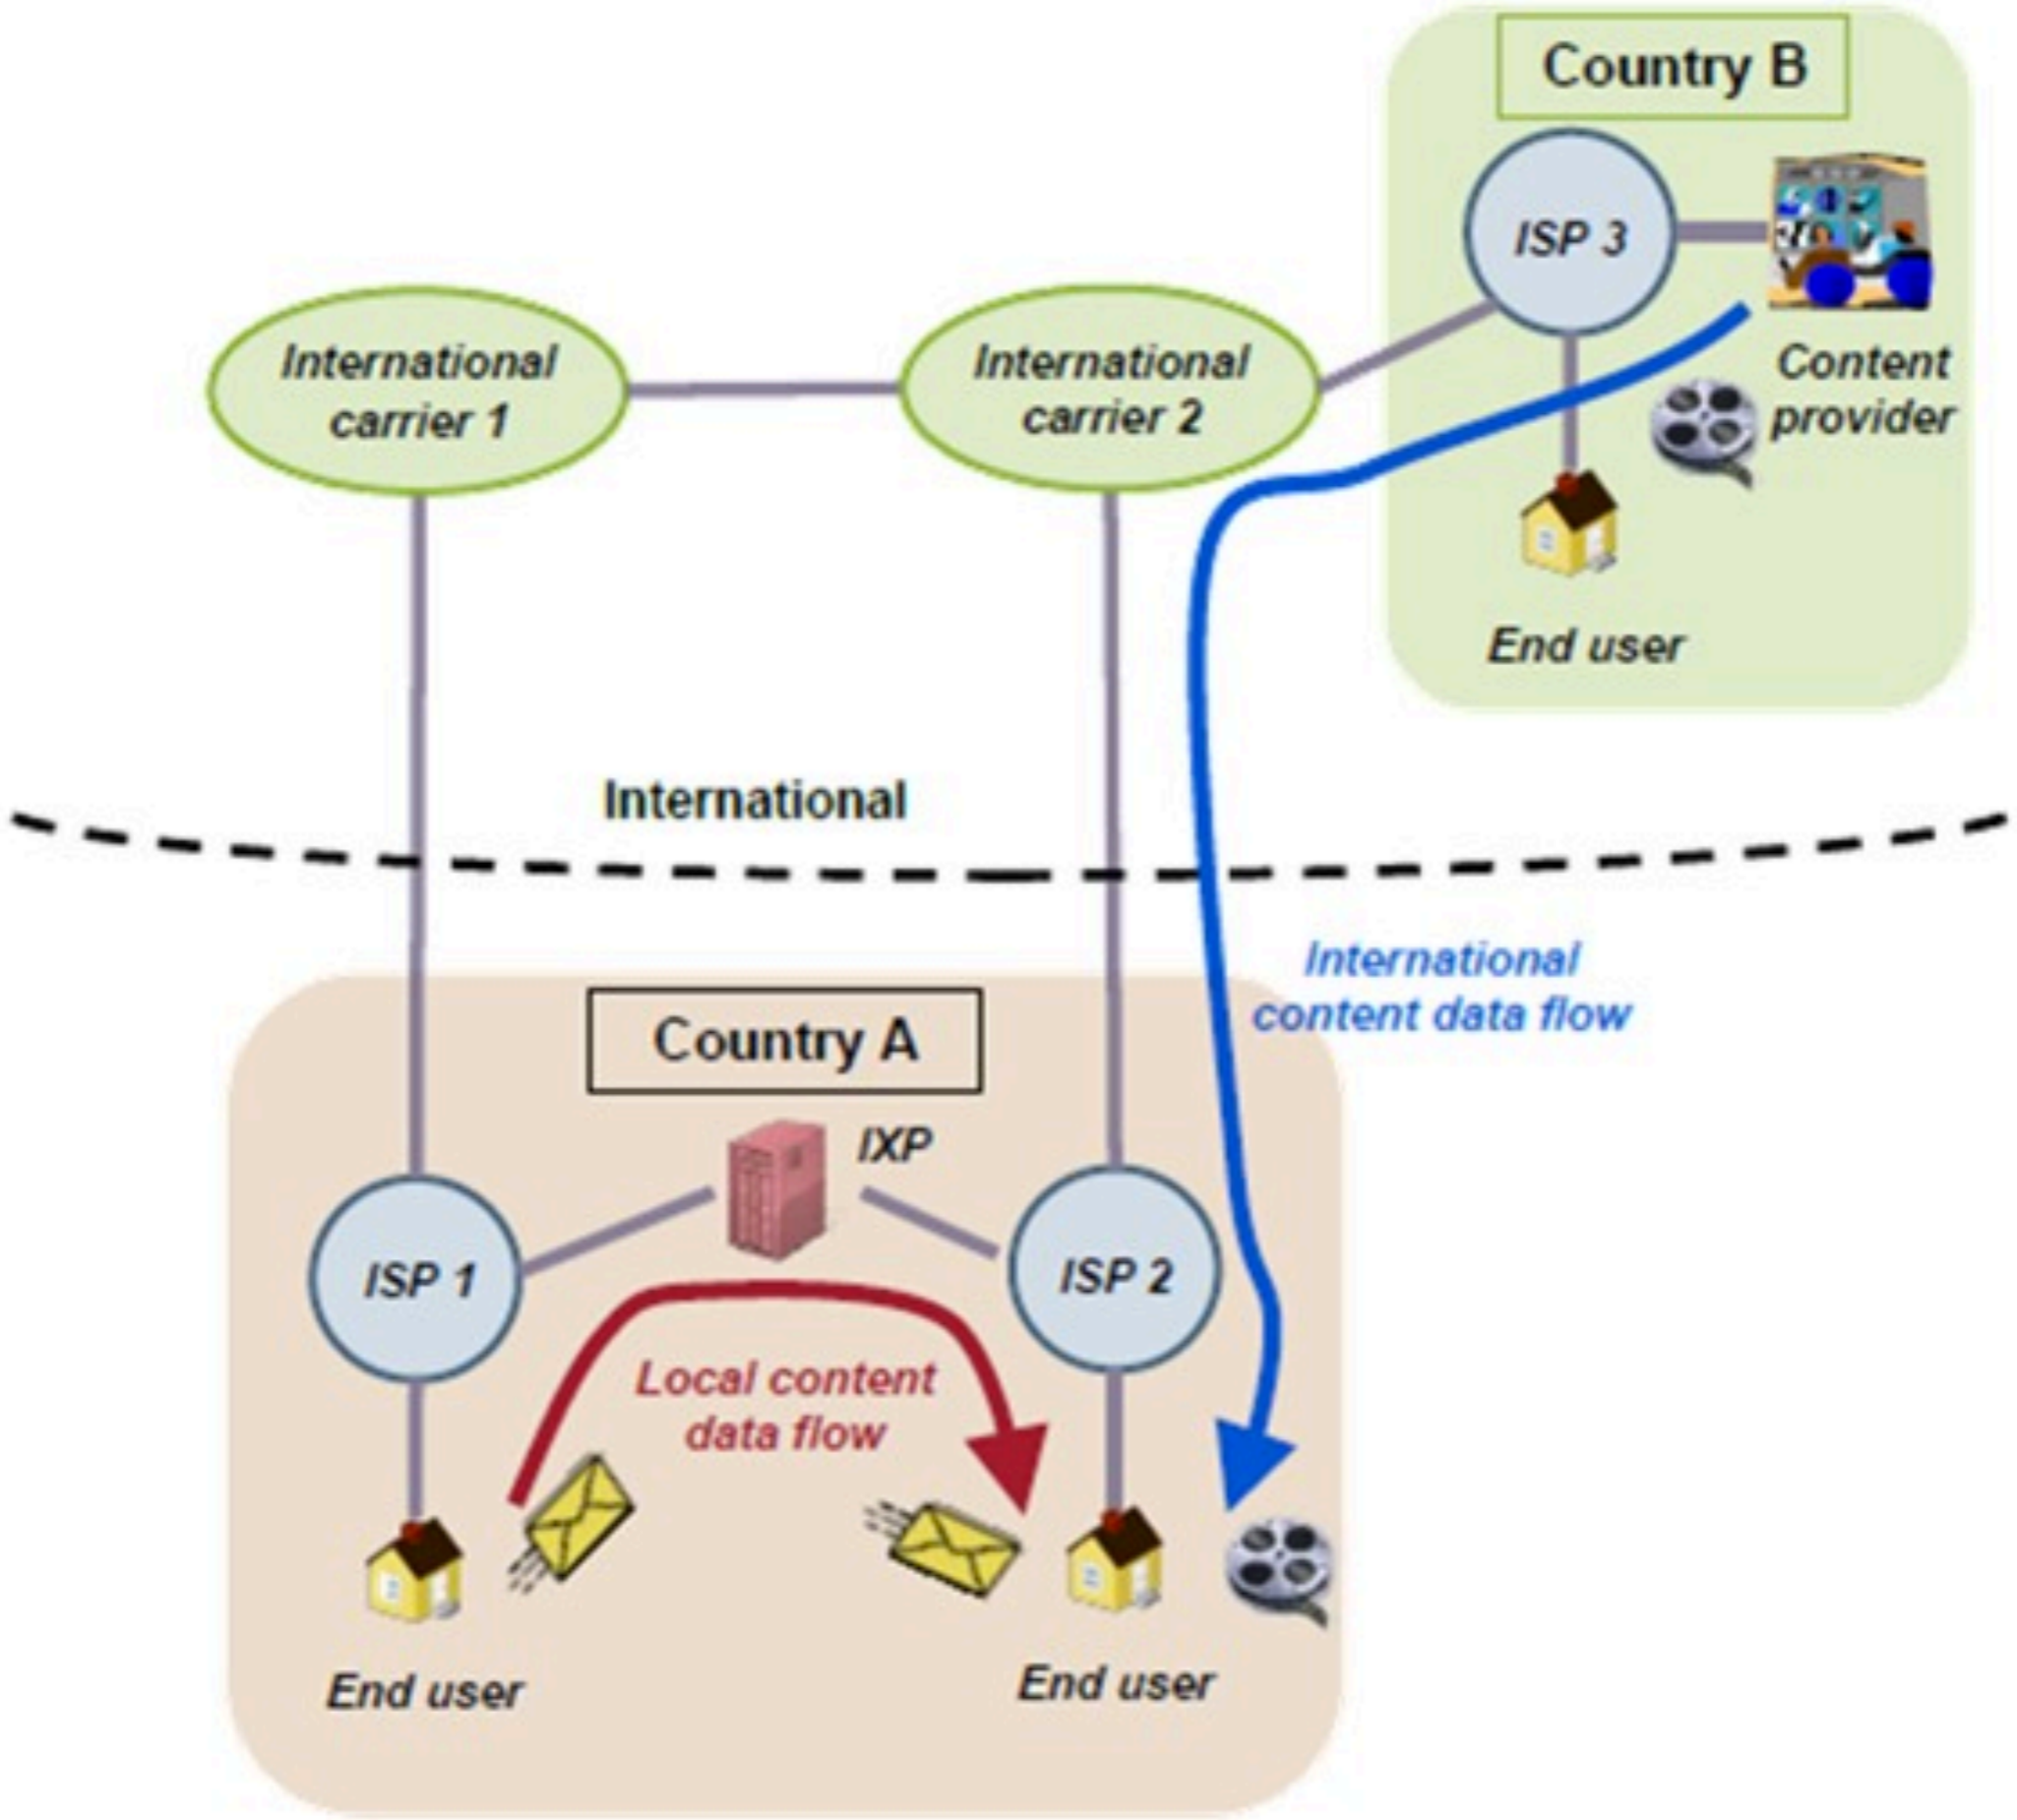 Country B
ISP 3
International
carrier 1
International
carrier 2
Content
provider
End user
International
International
content data flow
Country A
IXP
ISP 1
ISP 2
Local content
data flow
End user
End user